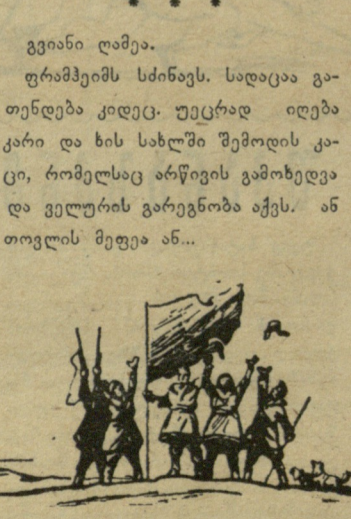 * * *
გვიანი ღამეა.
ფრამჰეიმს სძინავს. სადაცაა გა-
თენდება კიდეც. უეცრად იღება
კარი და ხის სახლში შემოდის კა-
ცი, რომელსაც არწივის გამოხედვა
და ველურის გარეგნობა აქვს. ან
თოვლის მეფეა ან...